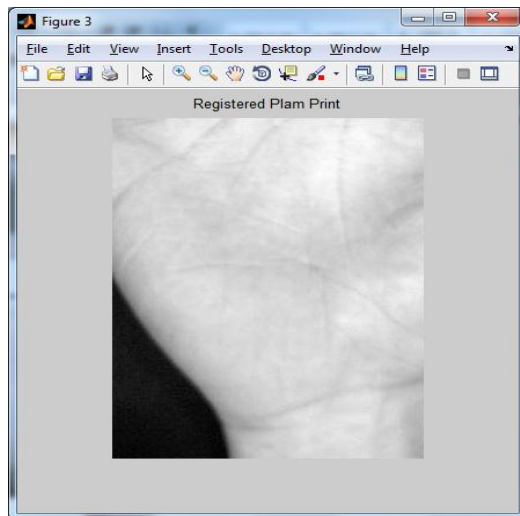 Figure 3
File Edit View Insert Tools Desktop Window Help
Registered Plam Print